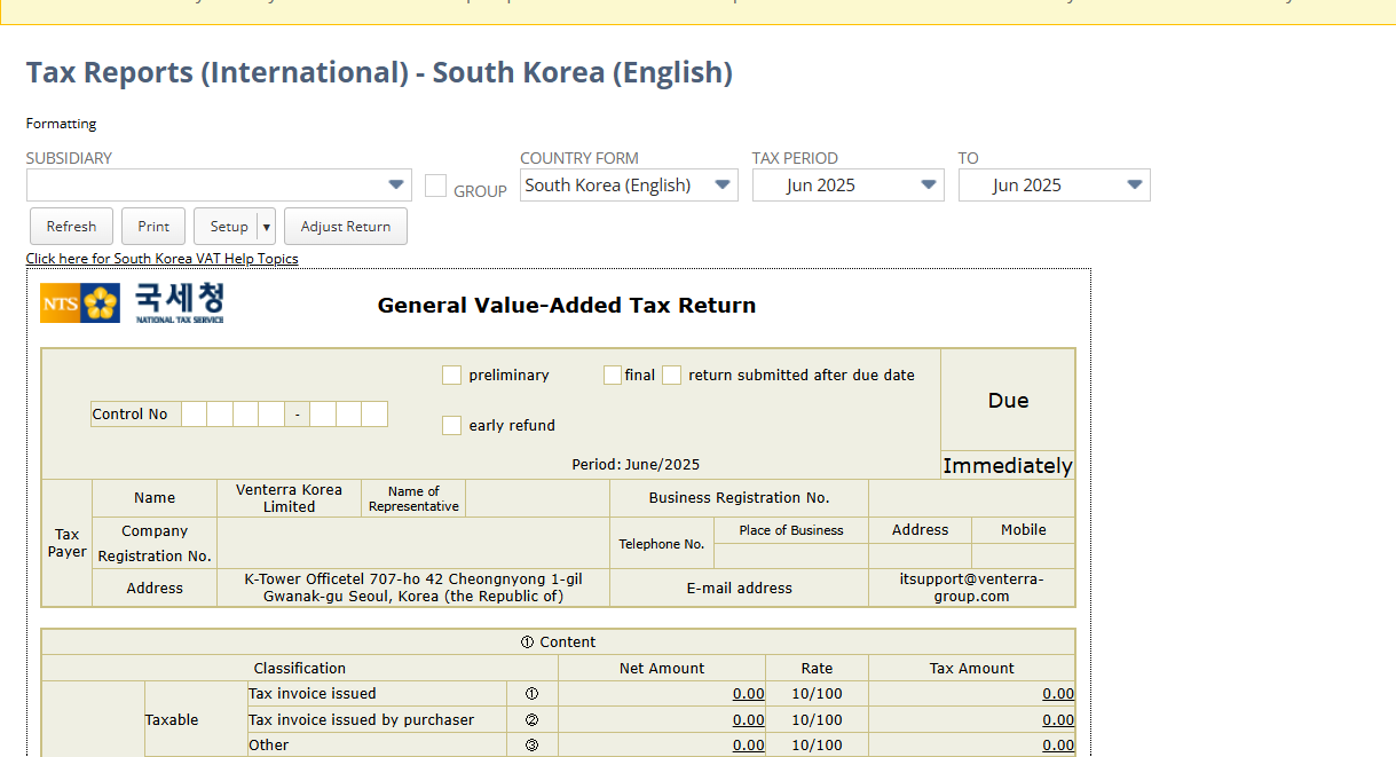 Tax Reports (International) - South Korea (English)
Formatting
SUBSIDIARY
GROUP
COUNTRY FORM
South Korea (English)
TAX PERIOD
Jun 2025
TO
Jun 2025
Refresh
Print
Setup
Adjust Return
Click here for South Korea VAT Help Topics
NTS
국세청
NATIONAL TAX SERVICE
General Value-Added Tax Return
preliminary
final
return submitted after due date
Due
Control No
-
early refund
Period: June/2025
Immediately
Tax
Payer
Name
Venterra Korea
Limited
Name of
Representative
Business Registration No.
Company
Registration No.
Telephone No.
Place of Business
Address
Mobile
Address
K-Tower Officetel 707-ho 42 Cheongnyong 1-gil
Gwanak-gu Seoul, Korea (the Republic of)
E-mail address
itsupport@venterra-
group.com
① Content
Classification
Net Amount
Rate
Tax Amount
Taxable
Tax invoice issued
①
0.00
10/100
0.00
Tax invoice issued by purchaser
②
0.00
10/100
0.00
Other
③
0.00
10/100
0.00